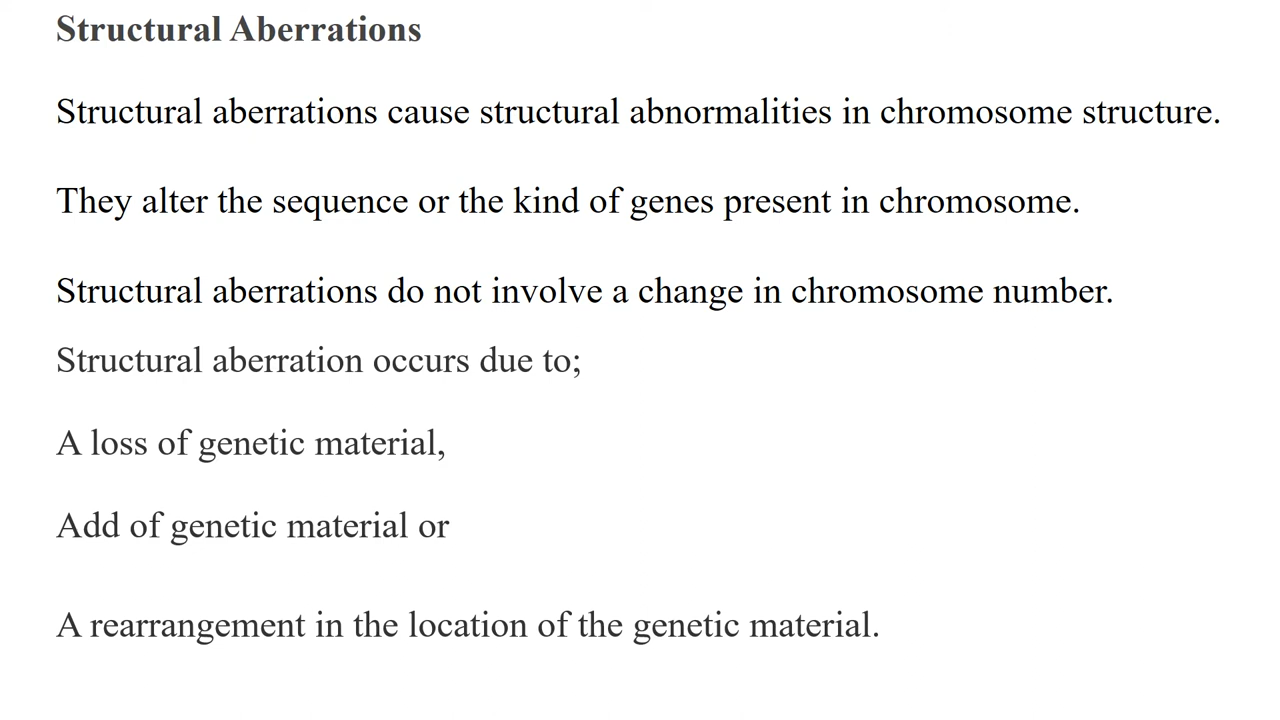 Structural Aberrations
Structural aberrations cause structural abnormalities in chromosome structure.
They alter the sequence or the kind of genes present in chromosome.
Structural aberrations do not involve a change in chromosome number.
Structural aberration occurs due to;
A loss of genetic material,
Add of genetic material or
A rearrangement in the location of the genetic material.